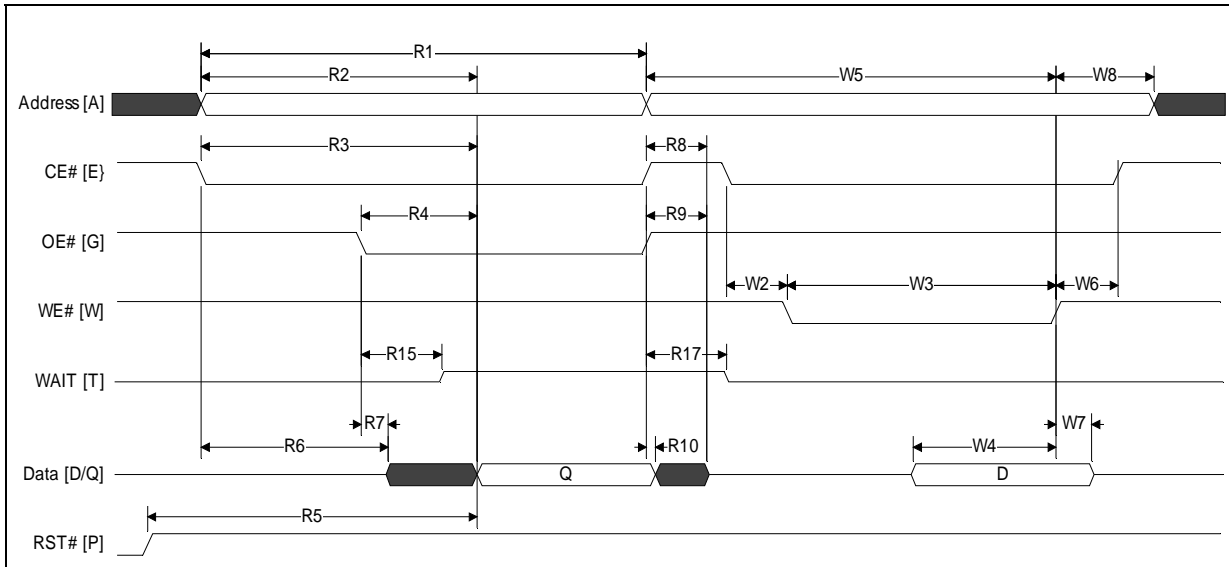 R1
R2
W5
W8
Address [A]
R3
R8
CE# [E}
R4
R9
OE# [G]
W2
W3
W6
WE# [W]
R15
R17
WAIT [T]
R7
W7
R6
R10
W4
Data [D/Q]
Q
D
R5
RST# [P]